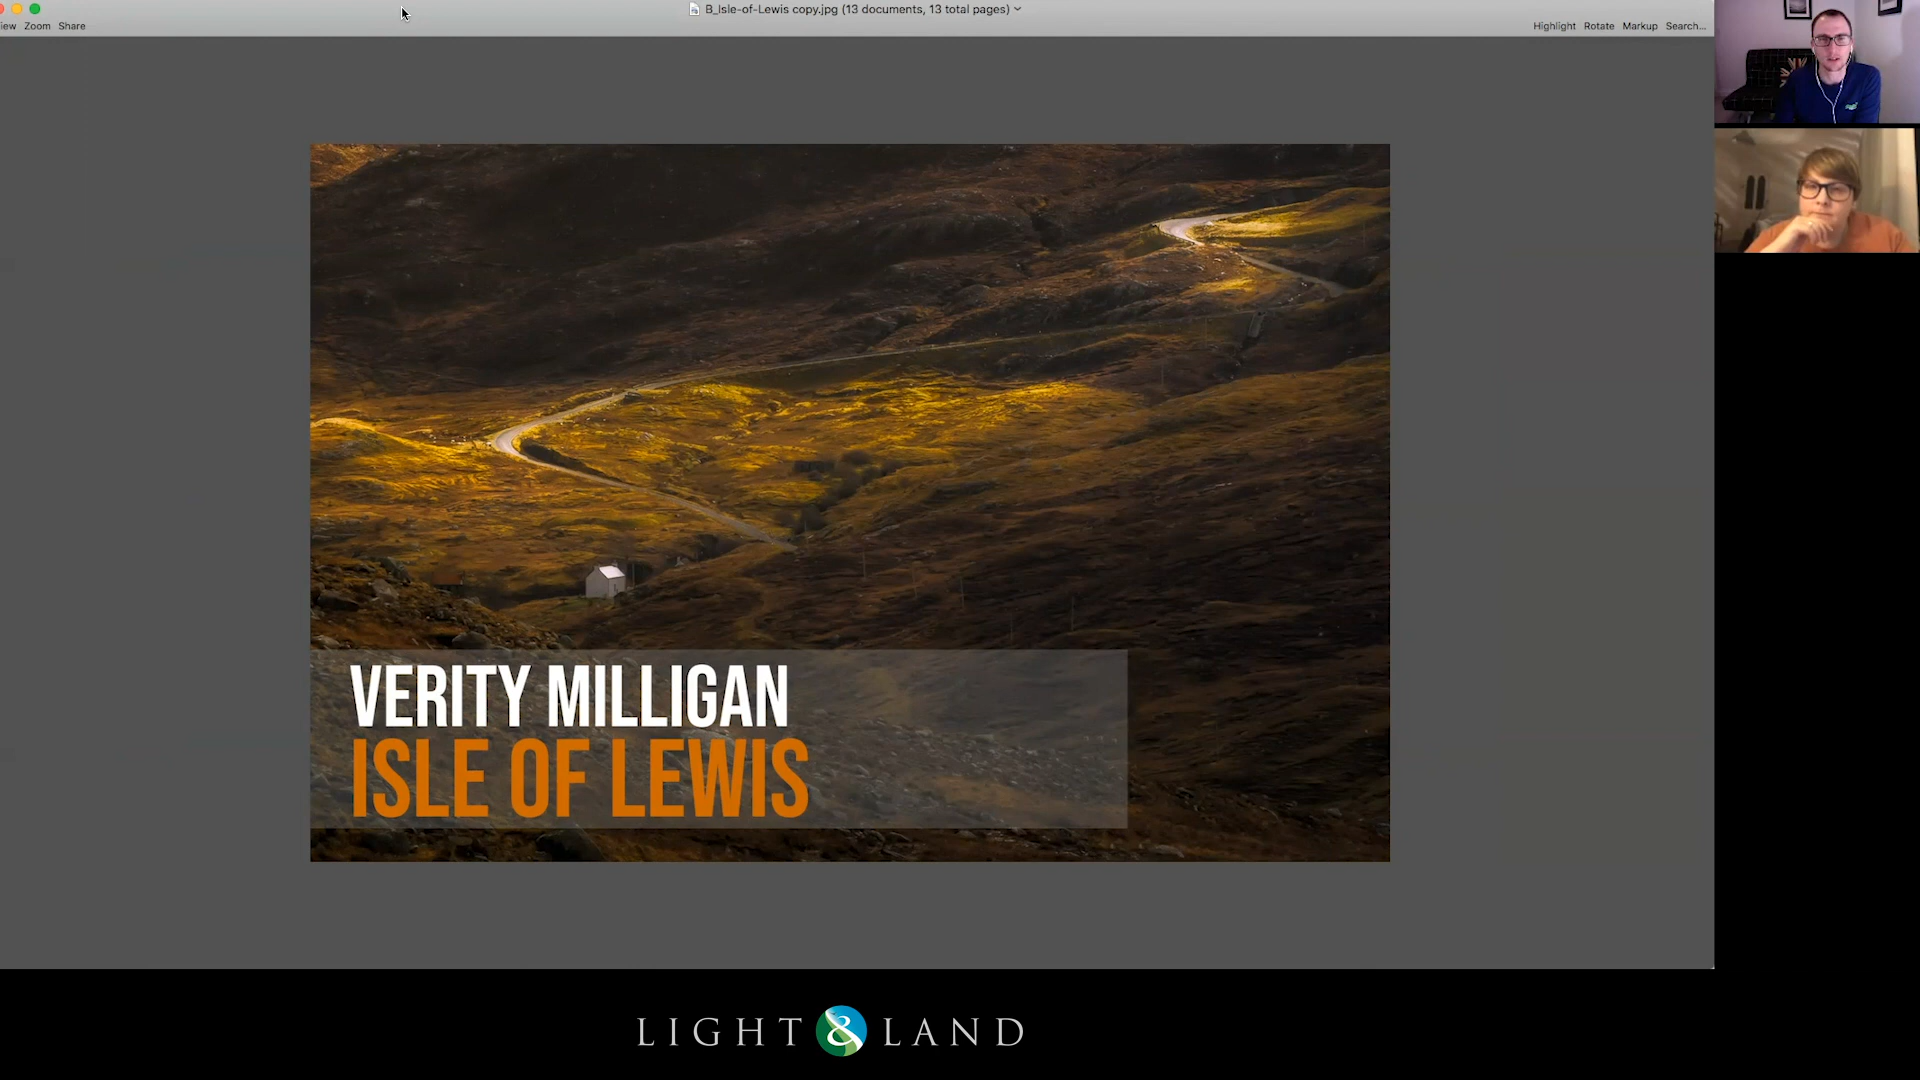 B_Isle-of-Lewis copy.jpg (13 documents, 13 total pages)
iew Zoom Share
Highlight Rotate Markup Search...
VERITY MILLIGAN
ISLE OF LEWIS
LIGHT & LAND